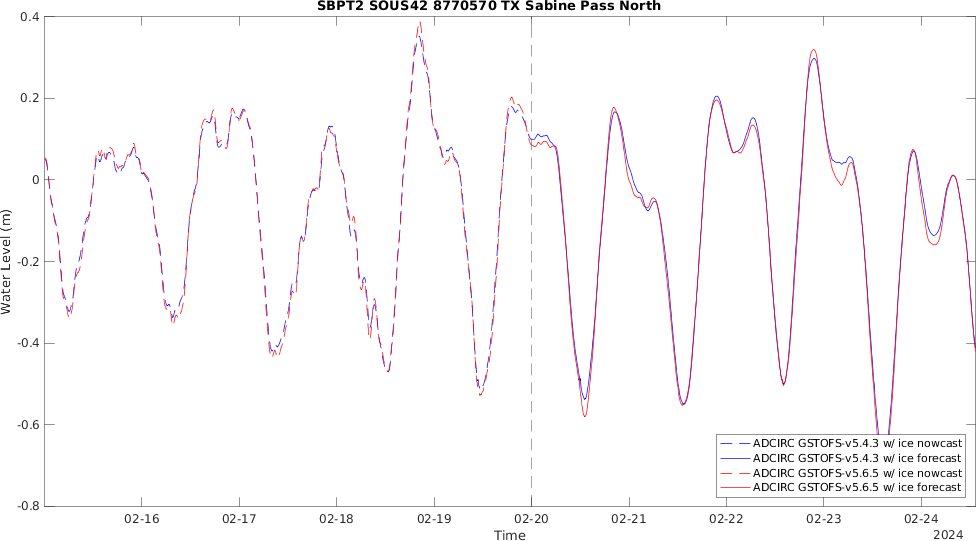 SBPT2 SOUS42 8770570 TX Sabine Pass North
0.4
0.2
0
-0.2
-0.4
-0.6
-0.8
Water Level (m)
02-16
02-17
02-18
02-19
02-20
02-21
02-22
02-23
02-24
Time
2024
ADCIRC GSTOFS-v5.4.3 w/ ice nowcast
ADCIRC GSTOFS-v5.4.3 w/ ice forecast
ADCIRC GSTOFS-v5.6.5 w/ ice nowcast
ADCIRC GSTOFS-v5.6.5 w/ ice forecast